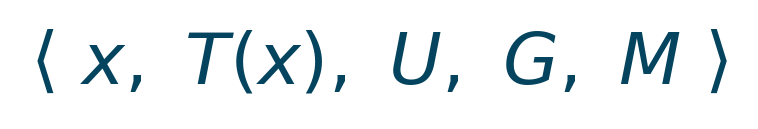 ⟨ x, T(x), U, G, M ⟩